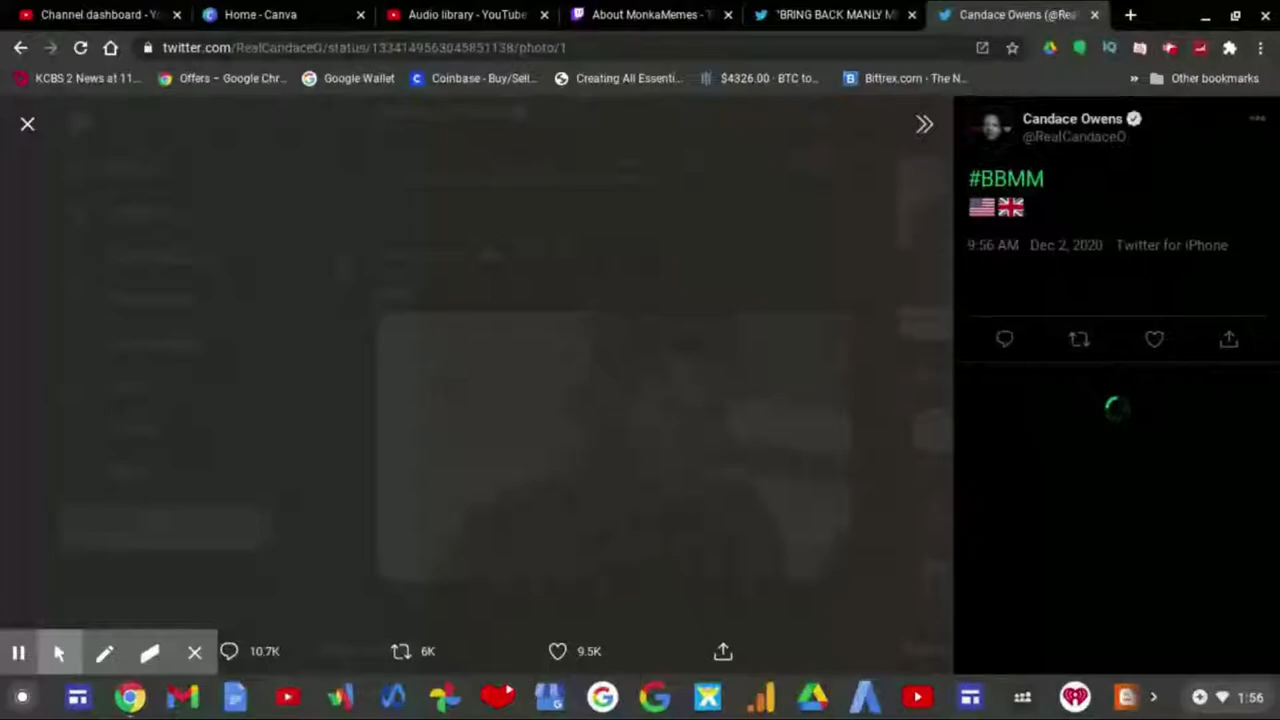 Channel dashboard - Yo
Home - Canva
Audio library - YouTube
About MonkaMemes - T
"BRING BACK MANLY M
Candace Owens (@Rea
twitter.com/RealCandaceO/status/1334149563045851138/photo/1
KCBS 2 News at 11...
Offers – Google Chr...
Google Wallet
Coinbase - Buy/Sell...
Creating All Essenti...
$4326.00 · BTC to...
Bittrex.com - The N...
»
Other bookmarks
Candace Owens
@RealCandaceO
#BBMM
9:56 AM Dec 2, 2020 Twitter for iPhone
10.7K
6K
9.5K
1:56